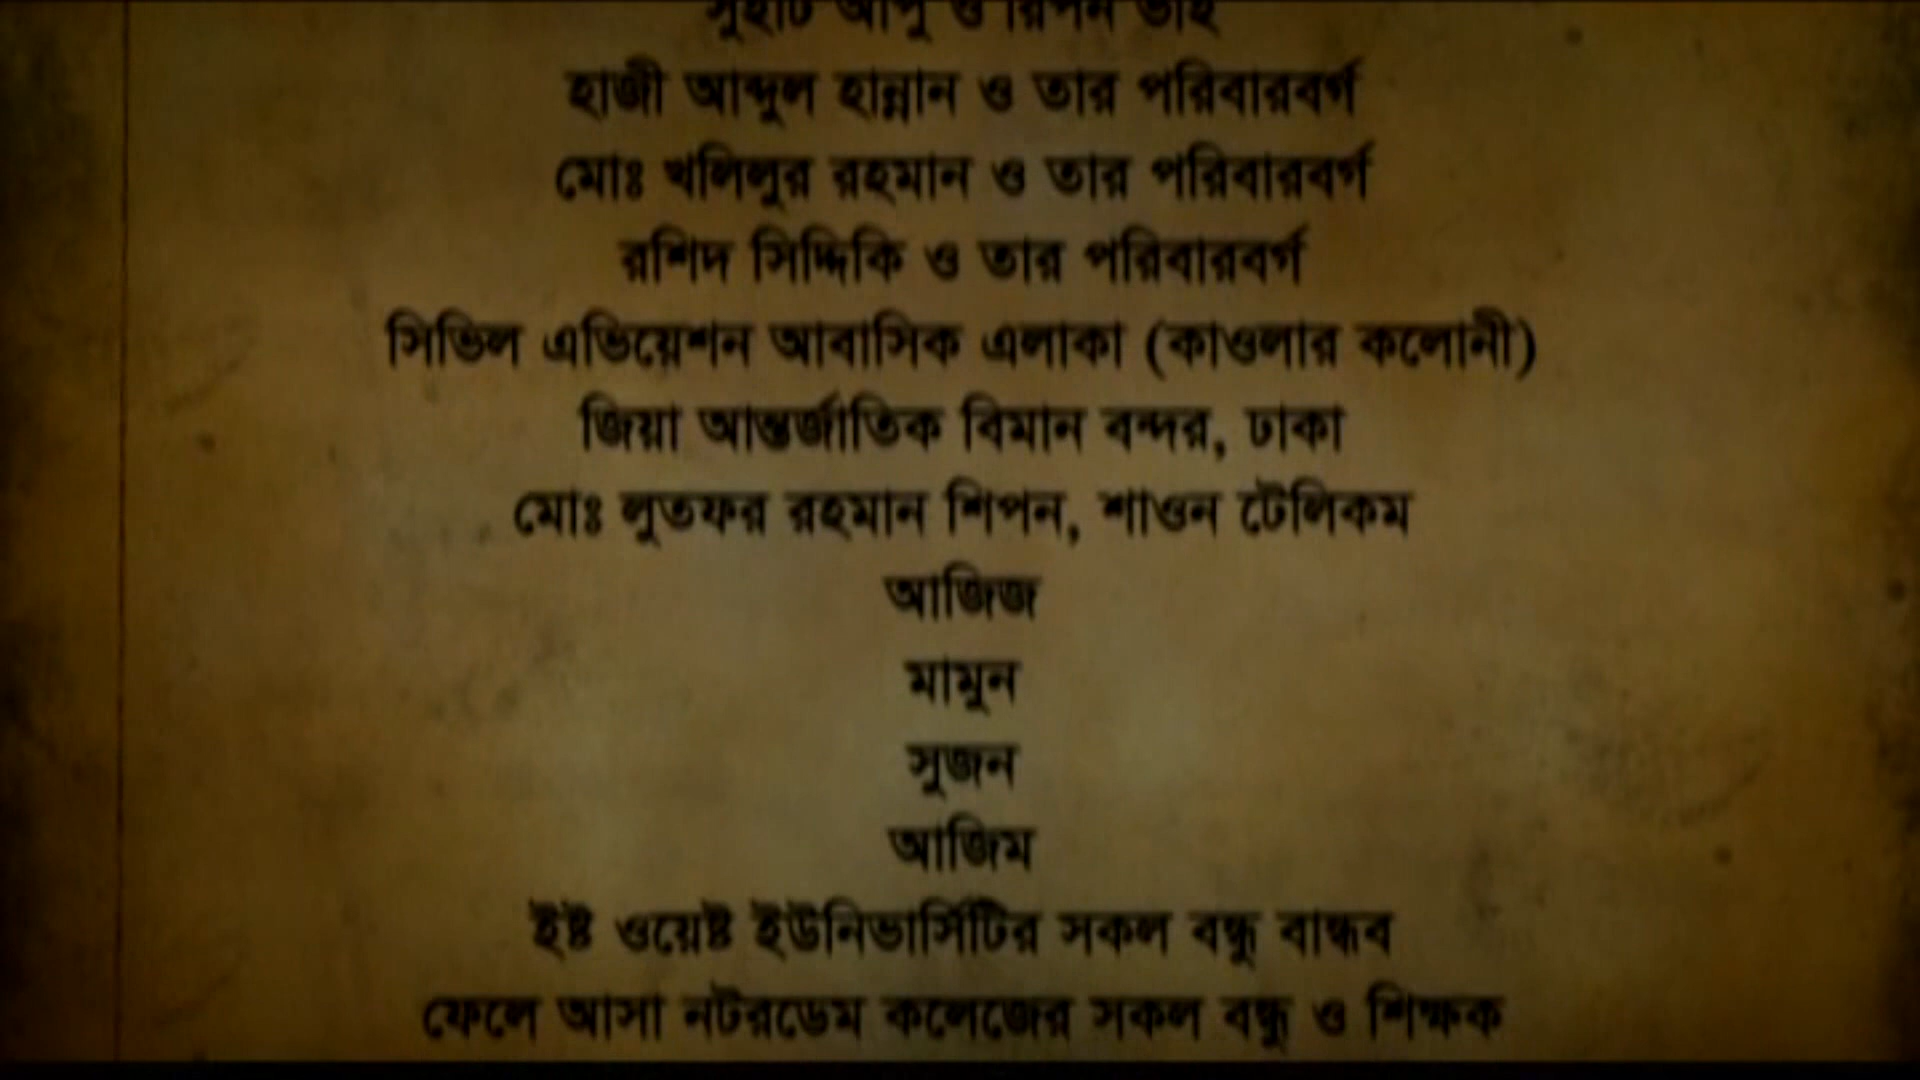 আপু ও রিপন ভাই
হাজী আব্দুল হান্নান ও তার পরিবারবর্গ
মোঃ খলিলুর রহমান ও তার পরিবারবর্গ
রশিদ সিদ্দিকি ও তার পরিবারবর্গ
সিভিল এভিয়েশন আবাসিক এলাকা (কাওলার কলোনী)
জিয়া আন্তর্জাতিক বিমান বন্দর, ঢাকা
মোঃ লুতফর রহমান শিপন, শাওন টেলিকম
আজিজ
মামুন
সুজন
আজিম
ইষ্ট ওয়েষ্ট ইউনিভার্সিটির সকল বন্ধু বান্ধব
ফেলে আসা নটরডেম কলেজের সকল বন্ধু ও শিক্ষক